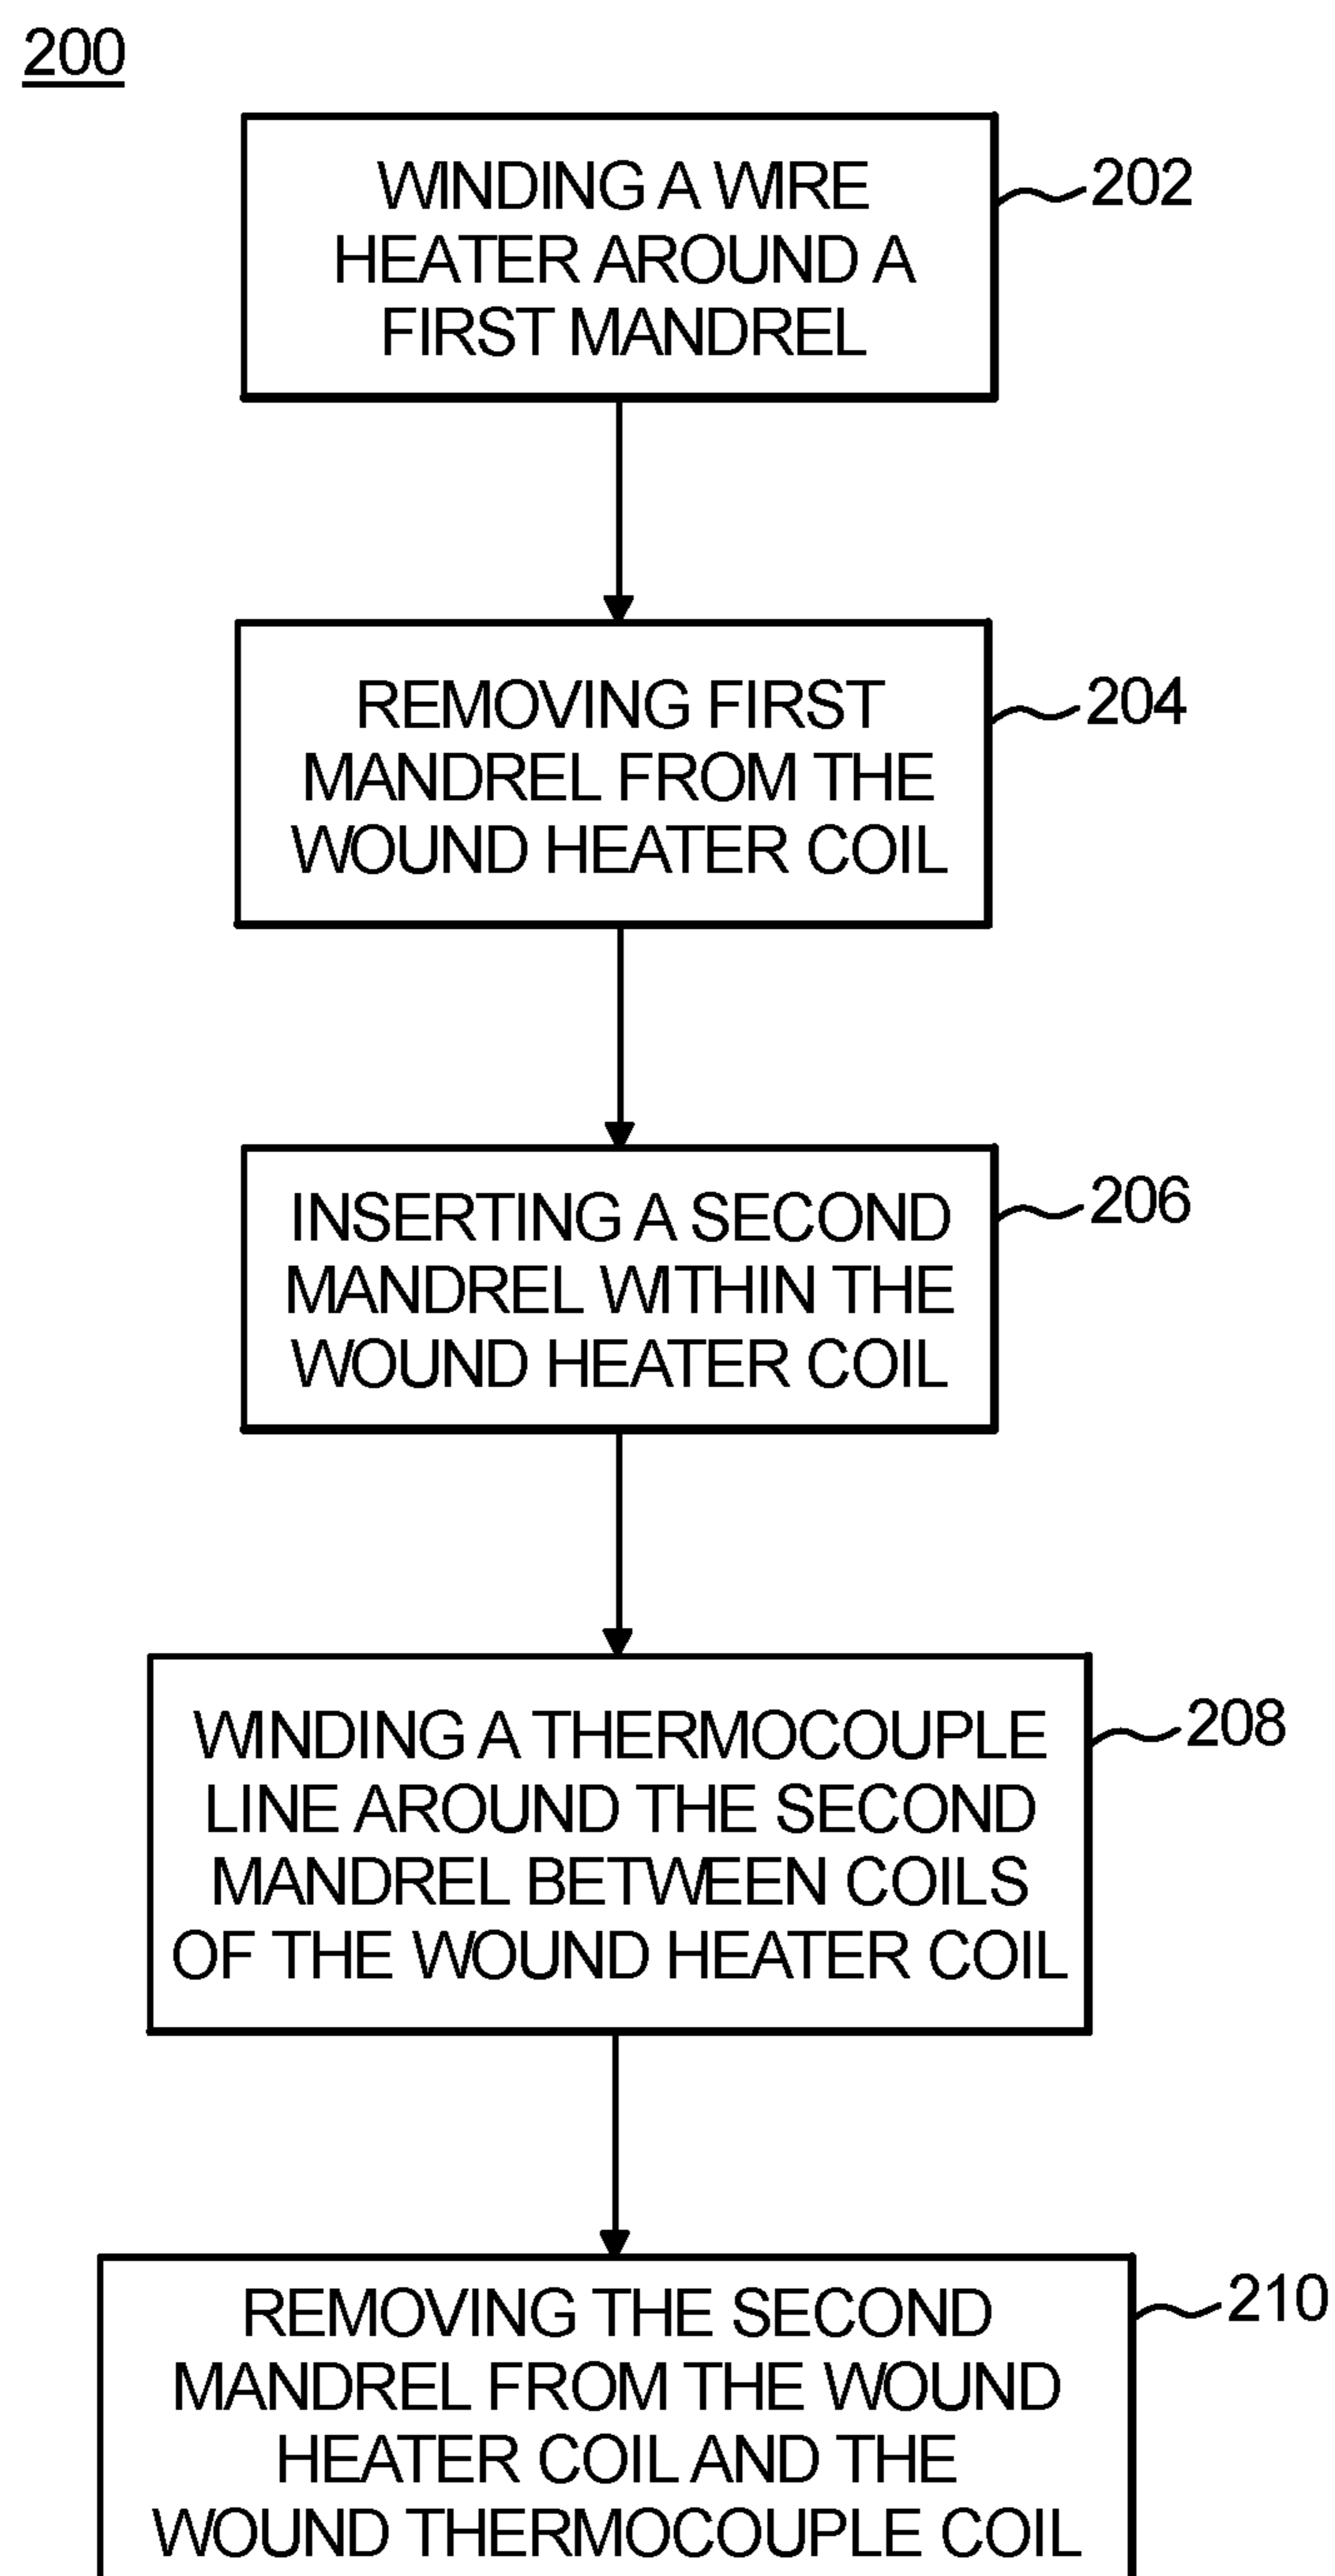 200
WINDING A WIRE
HEATER AROUND A
FIRST MANDREL
202
REMOVING FIRST
MANDREL FROM THE
WOUND HEATER COIL
204
INSERTING A SECOND
MANDREL WITHIN THE
WOUND HEATER COIL
206
WINDING A THERMOCOUPLE
LINE AROUND THE SECOND
MANDREL BETWEEN COILS
OF THE WOUND HEATER COIL
208
REMOVING THE SECOND
MANDREL FROM THE WOUND
HEATER COIL AND THE
WOUND THERMOCOUPLE COIL
210